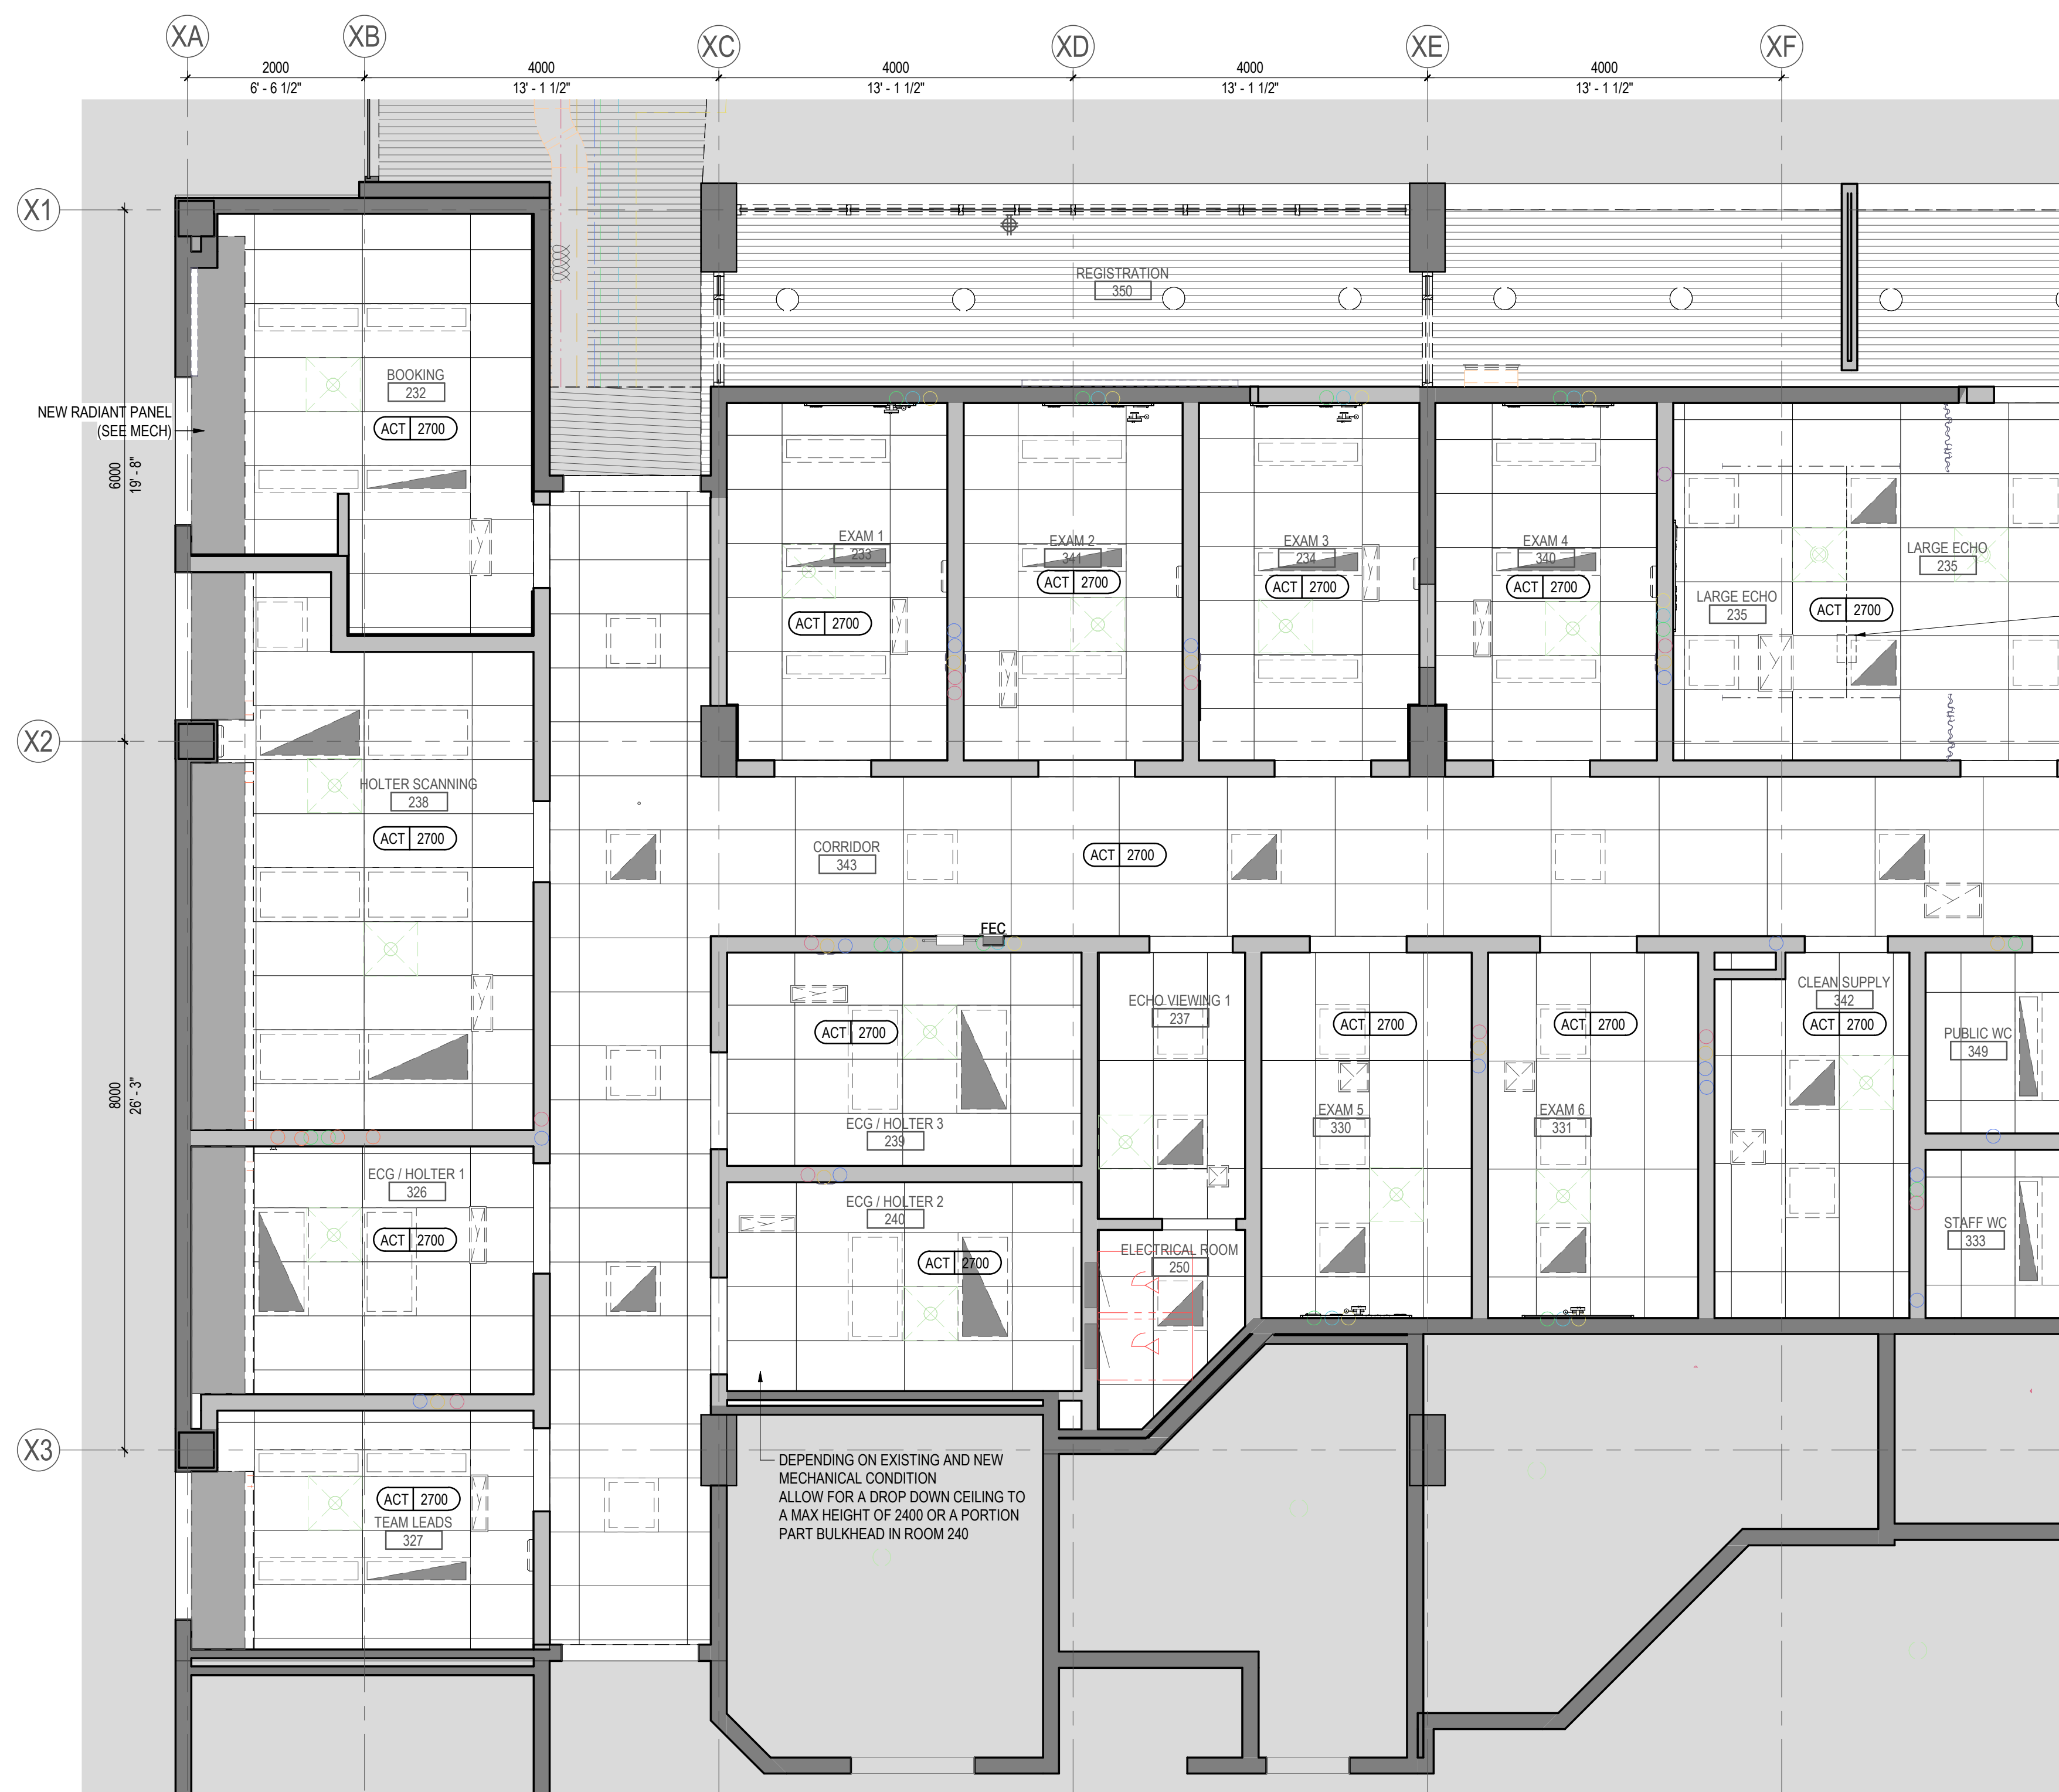 XA
XB
XC
XD
XE
XF
2000
6' - 6 1/2"
4000
13' - 1 1/2"
4000
13' - 1 1/2"
4000
13' - 1 1/2"
4000
13' - 1 1/2"
X1
REGISTRATION
350
BOOKING
232
ACT 2700
NEW RADIANT PANEL
(SEE MECH)
6000
19' - 8"
EXAM 1
233
ACT 2700
EXAM 2
341
ACT 2700
EXAM 3
234
ACT 2700
EXAM 4
340
ACT 2700
LARGE ECHO
235
LARGE ECHO
235
ACT 2700
X2
HOLTER SCANNING
238
ACT 2700
CORRIDOR
343
ACT 2700
FEC
8000
26' - 3"
ACT 2700
ECG / HOLTER 3
239
ECHO VIEWING 1
237
ACT 2700
EXAM 5
330
ACT 2700
EXAM 6
331
CLEAN SUPPLY
342
ACT 2700
PUBLIC WC
349
ECG / HOLTER 1
326
ACT 2700
ECG / HOLTER 2
240
ACT 2700
ELECTRICAL ROOM
250
STAFF WC
333
X3
DEPENDING ON EXISTING AND NEW
MECHANICAL CONDITION
ALLOW FOR A DROP DOWN CEILING TO
A MAX HEIGHT OF 2400 OR A PORTION
PART BULKHEAD IN ROOM 240
ACT 2700
TEAM LEADS
327